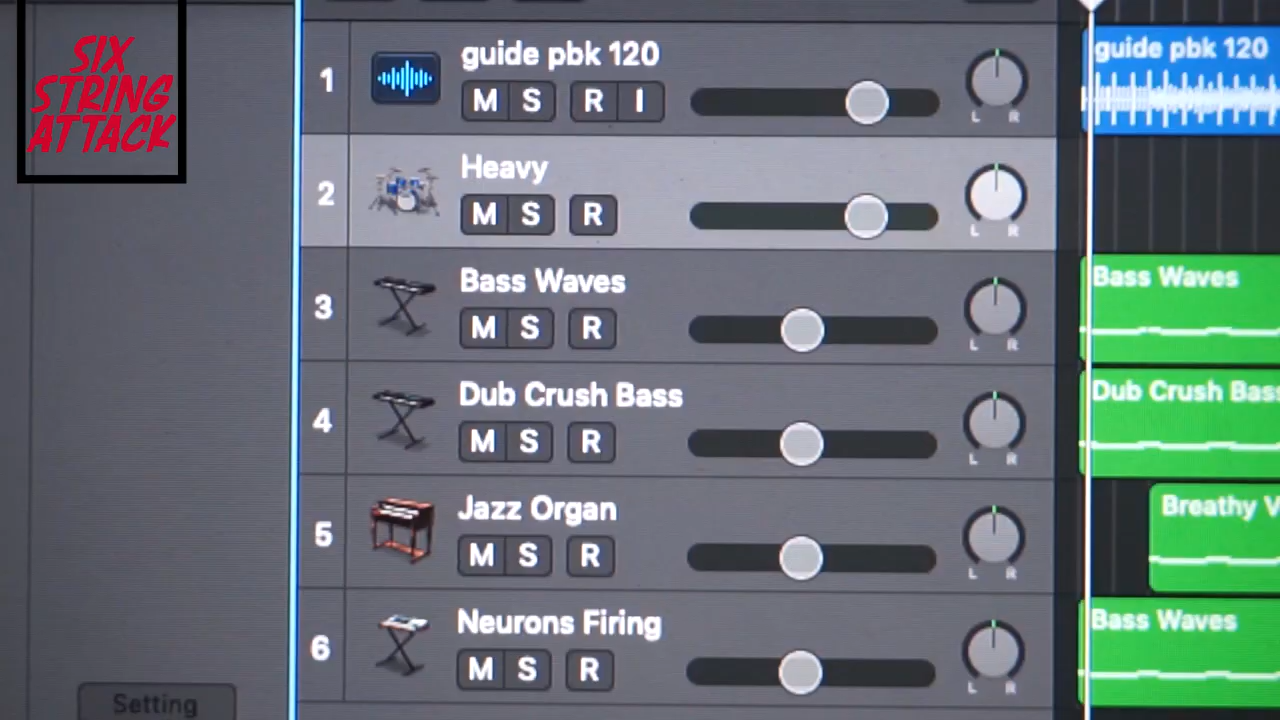 SIX
STRING
ATTACK
1
guide pbk 120
M S R I
L R
guide pbk 120
2
Heavy
M S R
L R
3
Bass Waves
M S R
L R
Bass Waves
4
Dub Crush Bass
M S R
L R
Dub Crush Bass
5
Jazz Organ
M S R
L R
Breathy V
6
Neurons Firing
M S R
L R
Bass Waves
Setting